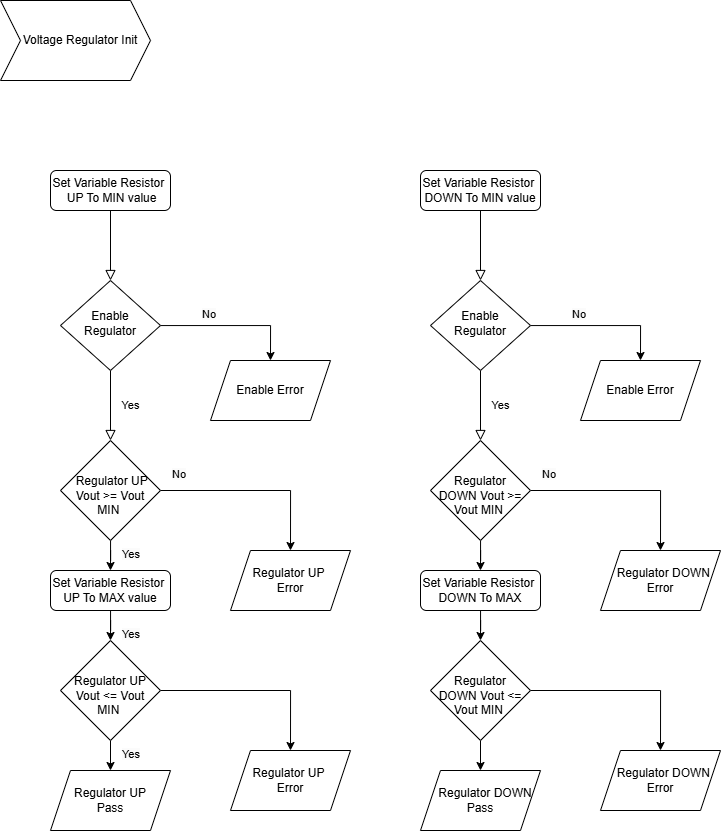 Voltage Regulator Init
Set Variable Resistor
UP To MIN value
Enable
Regulator
No
Enable Error
Yes
Regulator UP
Vout >= Vout
MIN
No
Regulator UP
Error
Yes
Set Variable Resistor
UP To MAX value
Yes
Regulator UP
Vout <= Vout
MIN
Regulator UP
Error
Yes
Regulator UP
Pass
Set Variable Resistor
DOWN To MIN value
Enable
Regulator
No
Enable Error
Yes
Regulator
DOWN Vout >=
Vout MIN
No
Regulator DOWN
Error
Set Variable Resistor
DOWN To MAX
Regulator
DOWN Vout <=
Vout MIN
Regulator DOWN
Error
Regulator DOWN
Pass